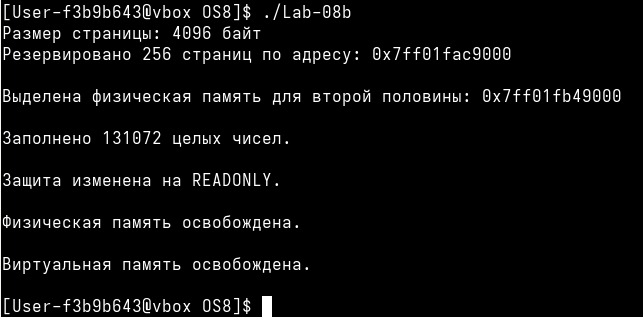 [User-f3b9b643@vbox OS8]$ ./Lab-08b
Размер страницы: 4096 байт
Резервировано 256 страниц по адресу: 0x7ff01fac9000
Выделена физическая память для второй половины: 0x7ff01fb49000
Заполнено 131072 целых чисел.
Защита изменена на READONLY.
Физическая память освобождена.
Виртуальная память освобождена.
[User-f3b9b643@vbox OS8]$